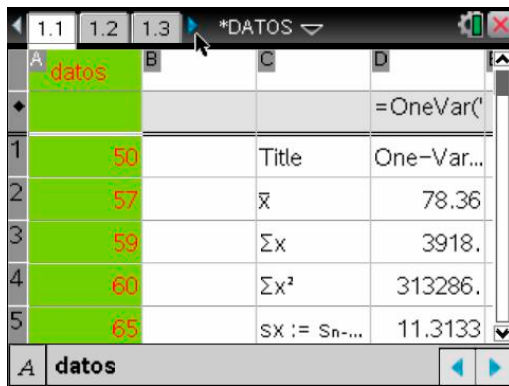 1.1 1.2 1.3 *DATOS
A datos B C D
=OneVar('
1 50 Title One-Var...
2 57 x̅ 78.36
3 59 Σx 3918.
4 60 Σx² 313286.
5 65 sx := sn-... 11.3133
A datos